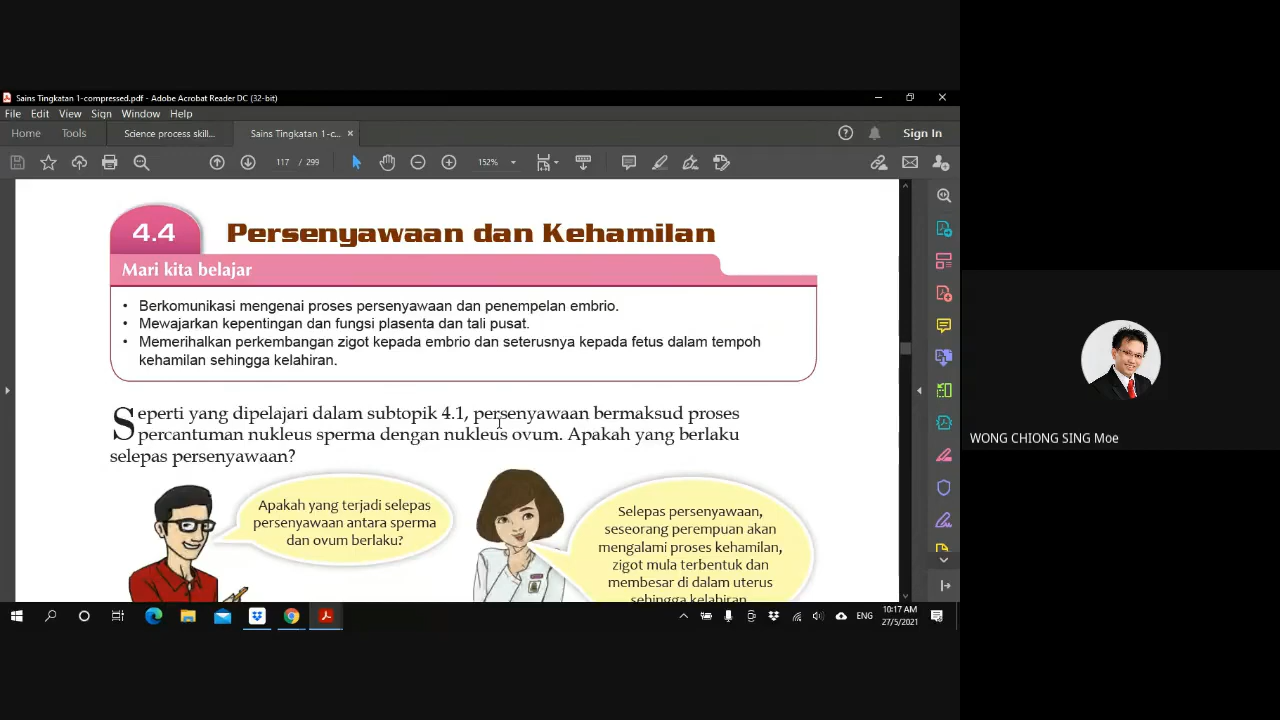 Sains Tingkatan 1-compressed.pdf - Adobe Acrobat Reader DC (32-bit)
File Edit View Sign Window Help
Home Tools Science process skill... Sains Tingkatan 1-c... × Sign In
117 / 299 152%
4.4 Persenyawaan dan Kehamilan
Mari kita belajar
• Berkomunikasi mengenai proses persenyawaan dan penempelan embrio.
• Mewajarkan kepentingan dan fungsi plasenta dan tali pusat.
• Memerihalkan perkembangan zigot kepada embrio dan seterusnya kepada fetus dalam tempoh
kehamilan sehingga kelahiran.
Seperti yang dipelajari dalam subtopik 4.1, persenyawaan bermaksud proses
percantuman nukleus sperma dengan nukleus ovum. Apakah yang berlaku
selepas persenyawaan?
Apakah yang terjadi selepas
persenyawaan antara sperma
dan ovum berlaku?
Selepas persenyawaan,
seseorang perempuan akan
mengalami proses kehamilan,
zigot mula terbentuk dan
membesar di dalam uterus
sehingga kelahiran
WONG CHIONG SING Moe
ENG
10:17 AM
27/5/2021